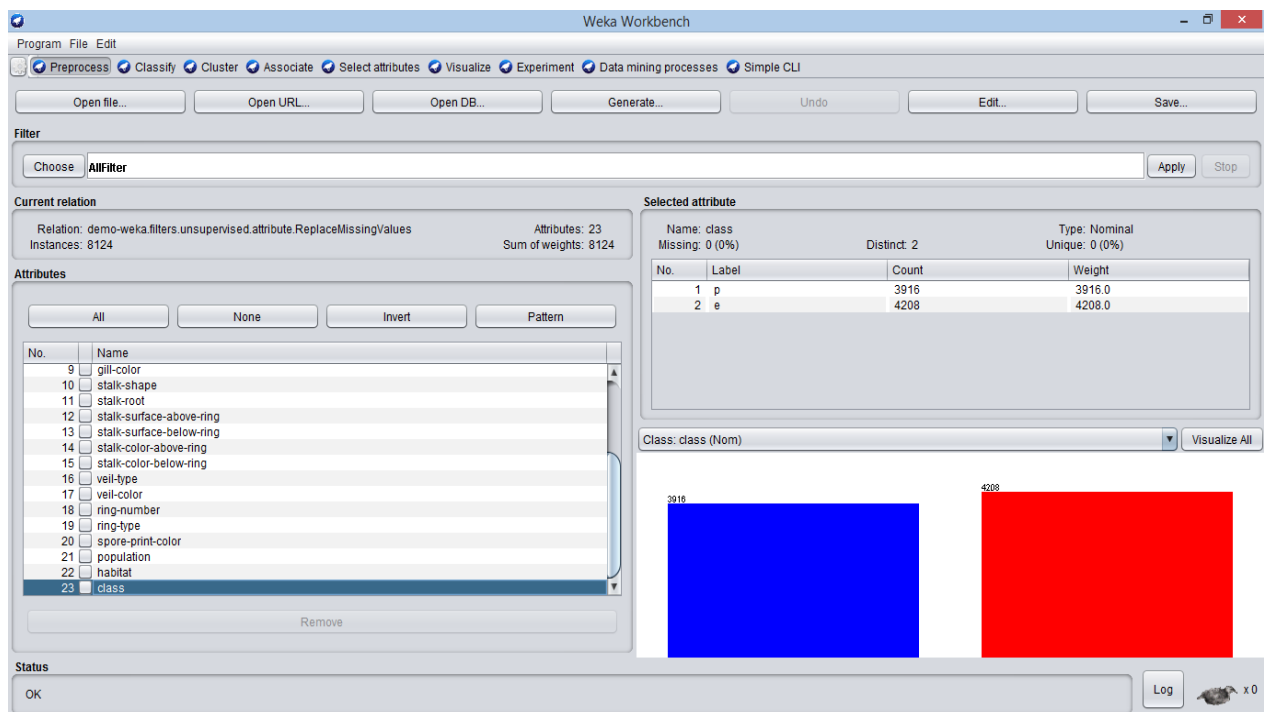 Weka Workbench
Program File Edit
Preprocess Classify Cluster Associate Select attributes Visualize Experiment Data mining processes Simple CLI
Open file... Open URL... Open DB... Generate... Undo Edit... Save...
Filter
Choose AllFilter Apply Stop
Current relation
Relation: demo-weka.filters.unsupervised.attribute.ReplaceMissingValues Attributes: 23
Instances: 8124 Sum of weights: 8124
Attributes
All None Invert Pattern
No. Name
9 gill-color
10 stalk-shape
11 stalk-root
12 stalk-surface-above-ring
13 stalk-surface-below-ring
14 stalk-color-above-ring
15 stalk-color-below-ring
16 veil-type
17 veil-color
18 ring-number
19 ring-type
20 spore-print-color
21 population
22 habitat
23 class
Remove
Selected attribute
Name: class Type: Nominal
Missing: 0 (0%) Distinct: 2 Unique: 0 (0%)
No. Label Count Weight
1 p 3916 3916.0
2 e 4208 4208.0
Class: class (Nom) Visualize All
3916 4208
Status
OK Log x 0